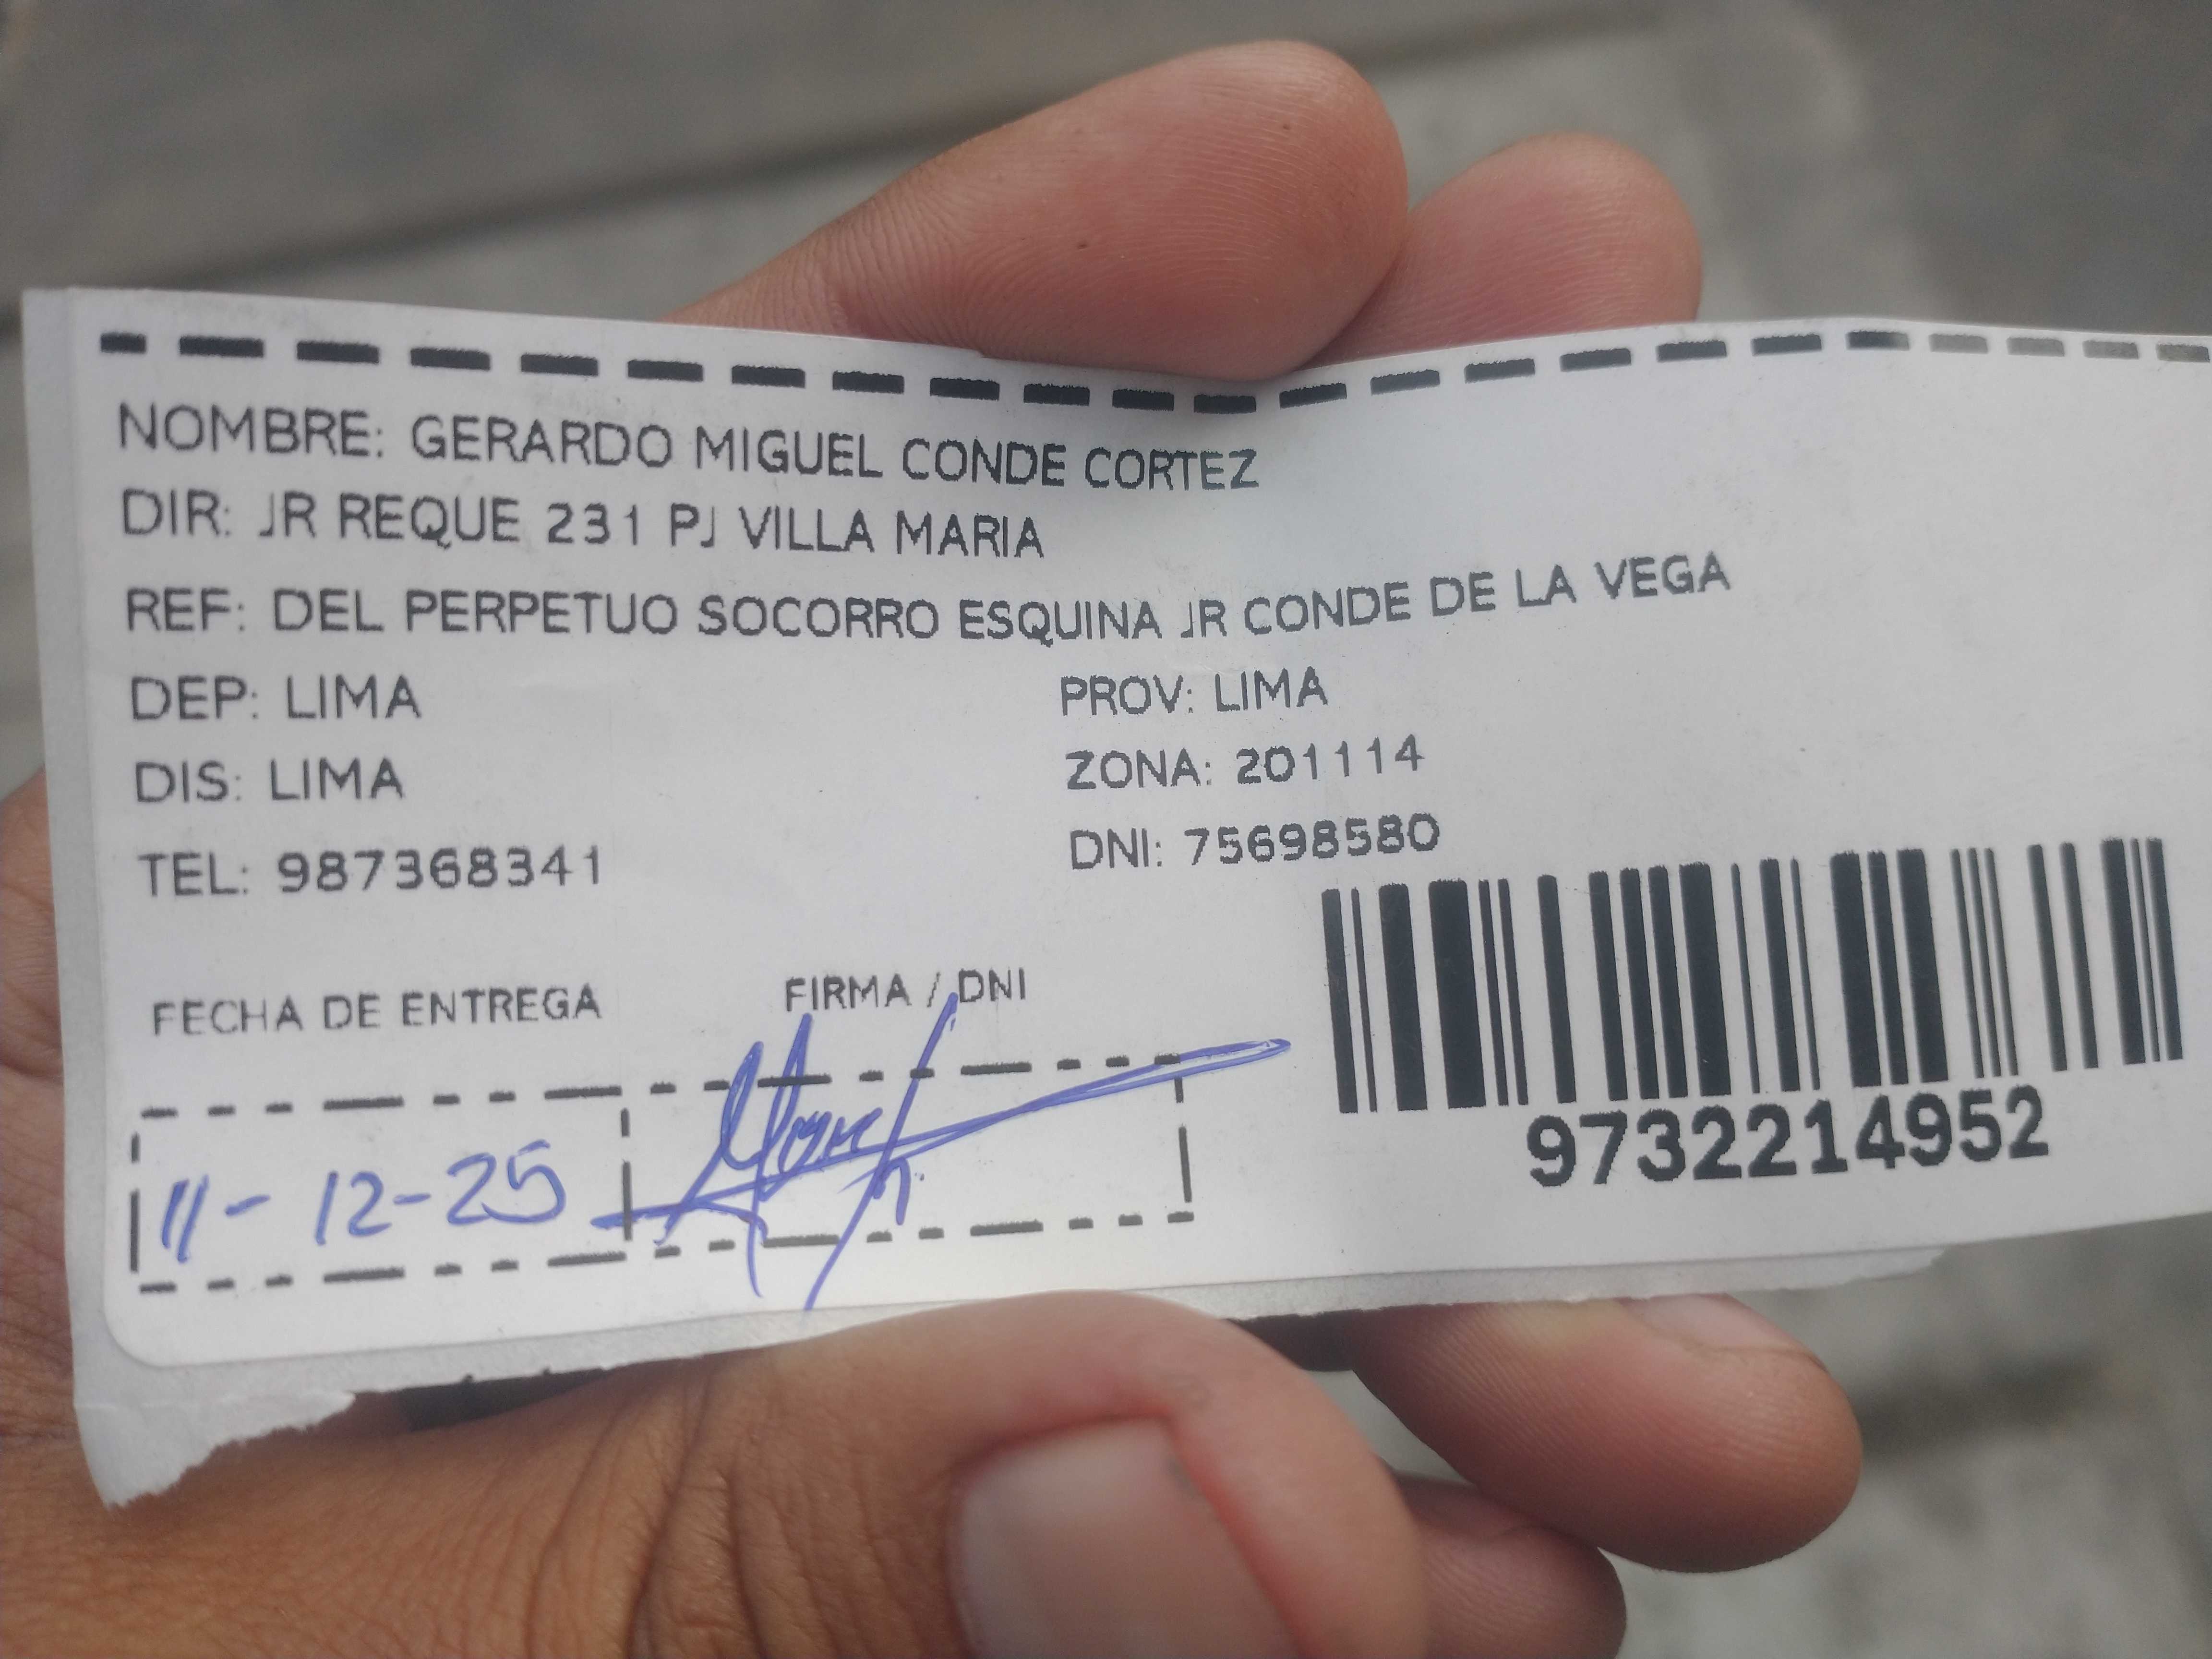 NOMBRE: GERARDO MIGUEL CONDE CORTEZ
DIR: JR REQUE 231 PJ VILLA MARIA
REF: DEL PERPETUO SOCORRO ESQUINA JR CONDE DE LA VEGA
DEP: LIMA PROV: LIMA
DIS: LIMA ZONA: 201114
TEL: 987368341 DNI: 75698580
FECHA DE ENTREGA FIRMA / DNI
11-12-25
9732214952